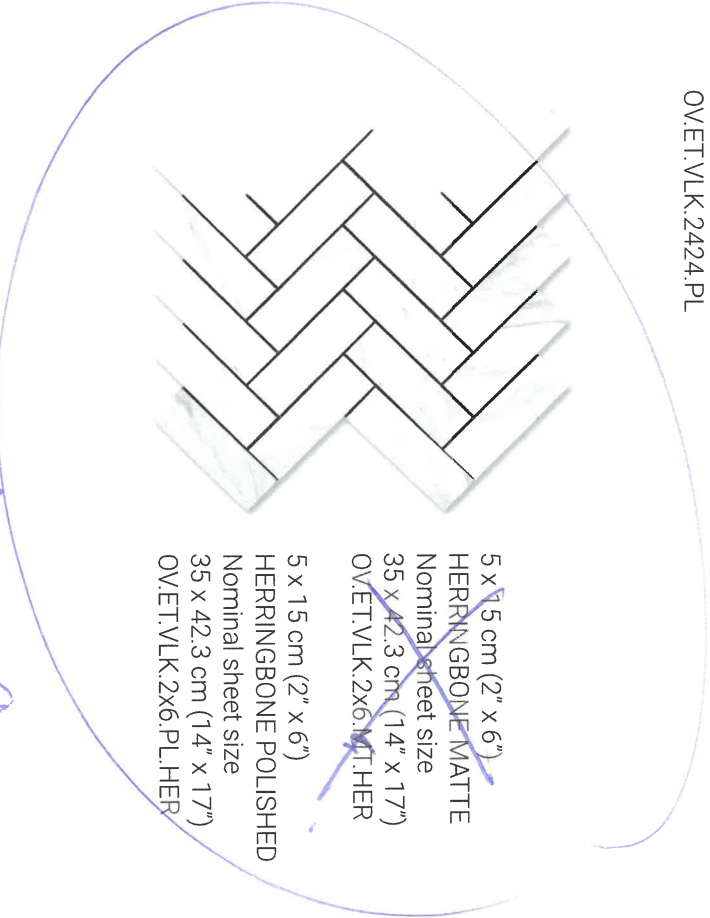 OV.ET.VLK.2424.PL
5 x 15 cm (2” x 6”)
HERRINGBONE MATTE
Nominal sheet size
35 x 42.3 cm (14” x 17”)
OV.ET.VLK.2x6.MT.HER
5 x 15 cm (2” x 6”)
HERRINGBONE POLISHED
Nominal sheet size
35 x 42.3 cm (14” x 17”)
OV.ET.VLK.2x6.PL.HER